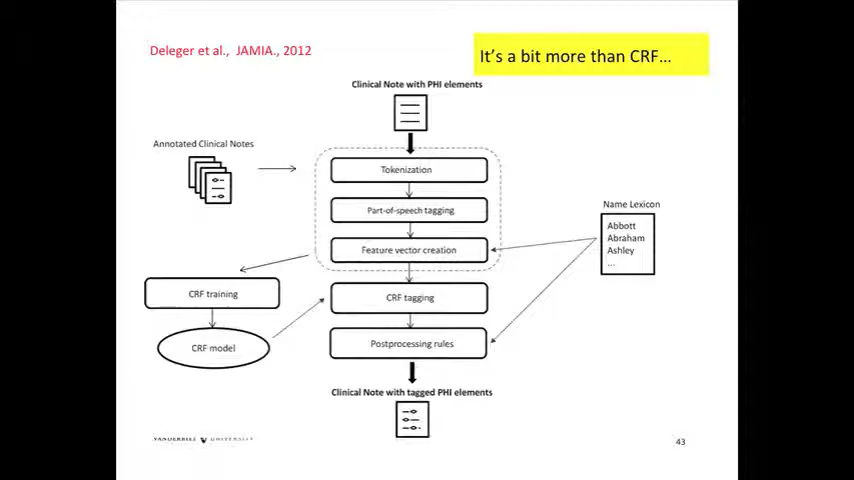 Deleger et al., JAMIA., 2012
It's a bit more than CRF...
Clinical Note with PHI elements
Annotated Clinical Notes
Tokenization
Part-of-speech tagging
Feature vector creation
Name Lexicon
Abbott
Abraham
Ashley
...
CRF training
CRF tagging
CRF model
Postprocessing rules
Clinical Note with tagged PHI elements
VANDERBILT UNIVERSITY
43